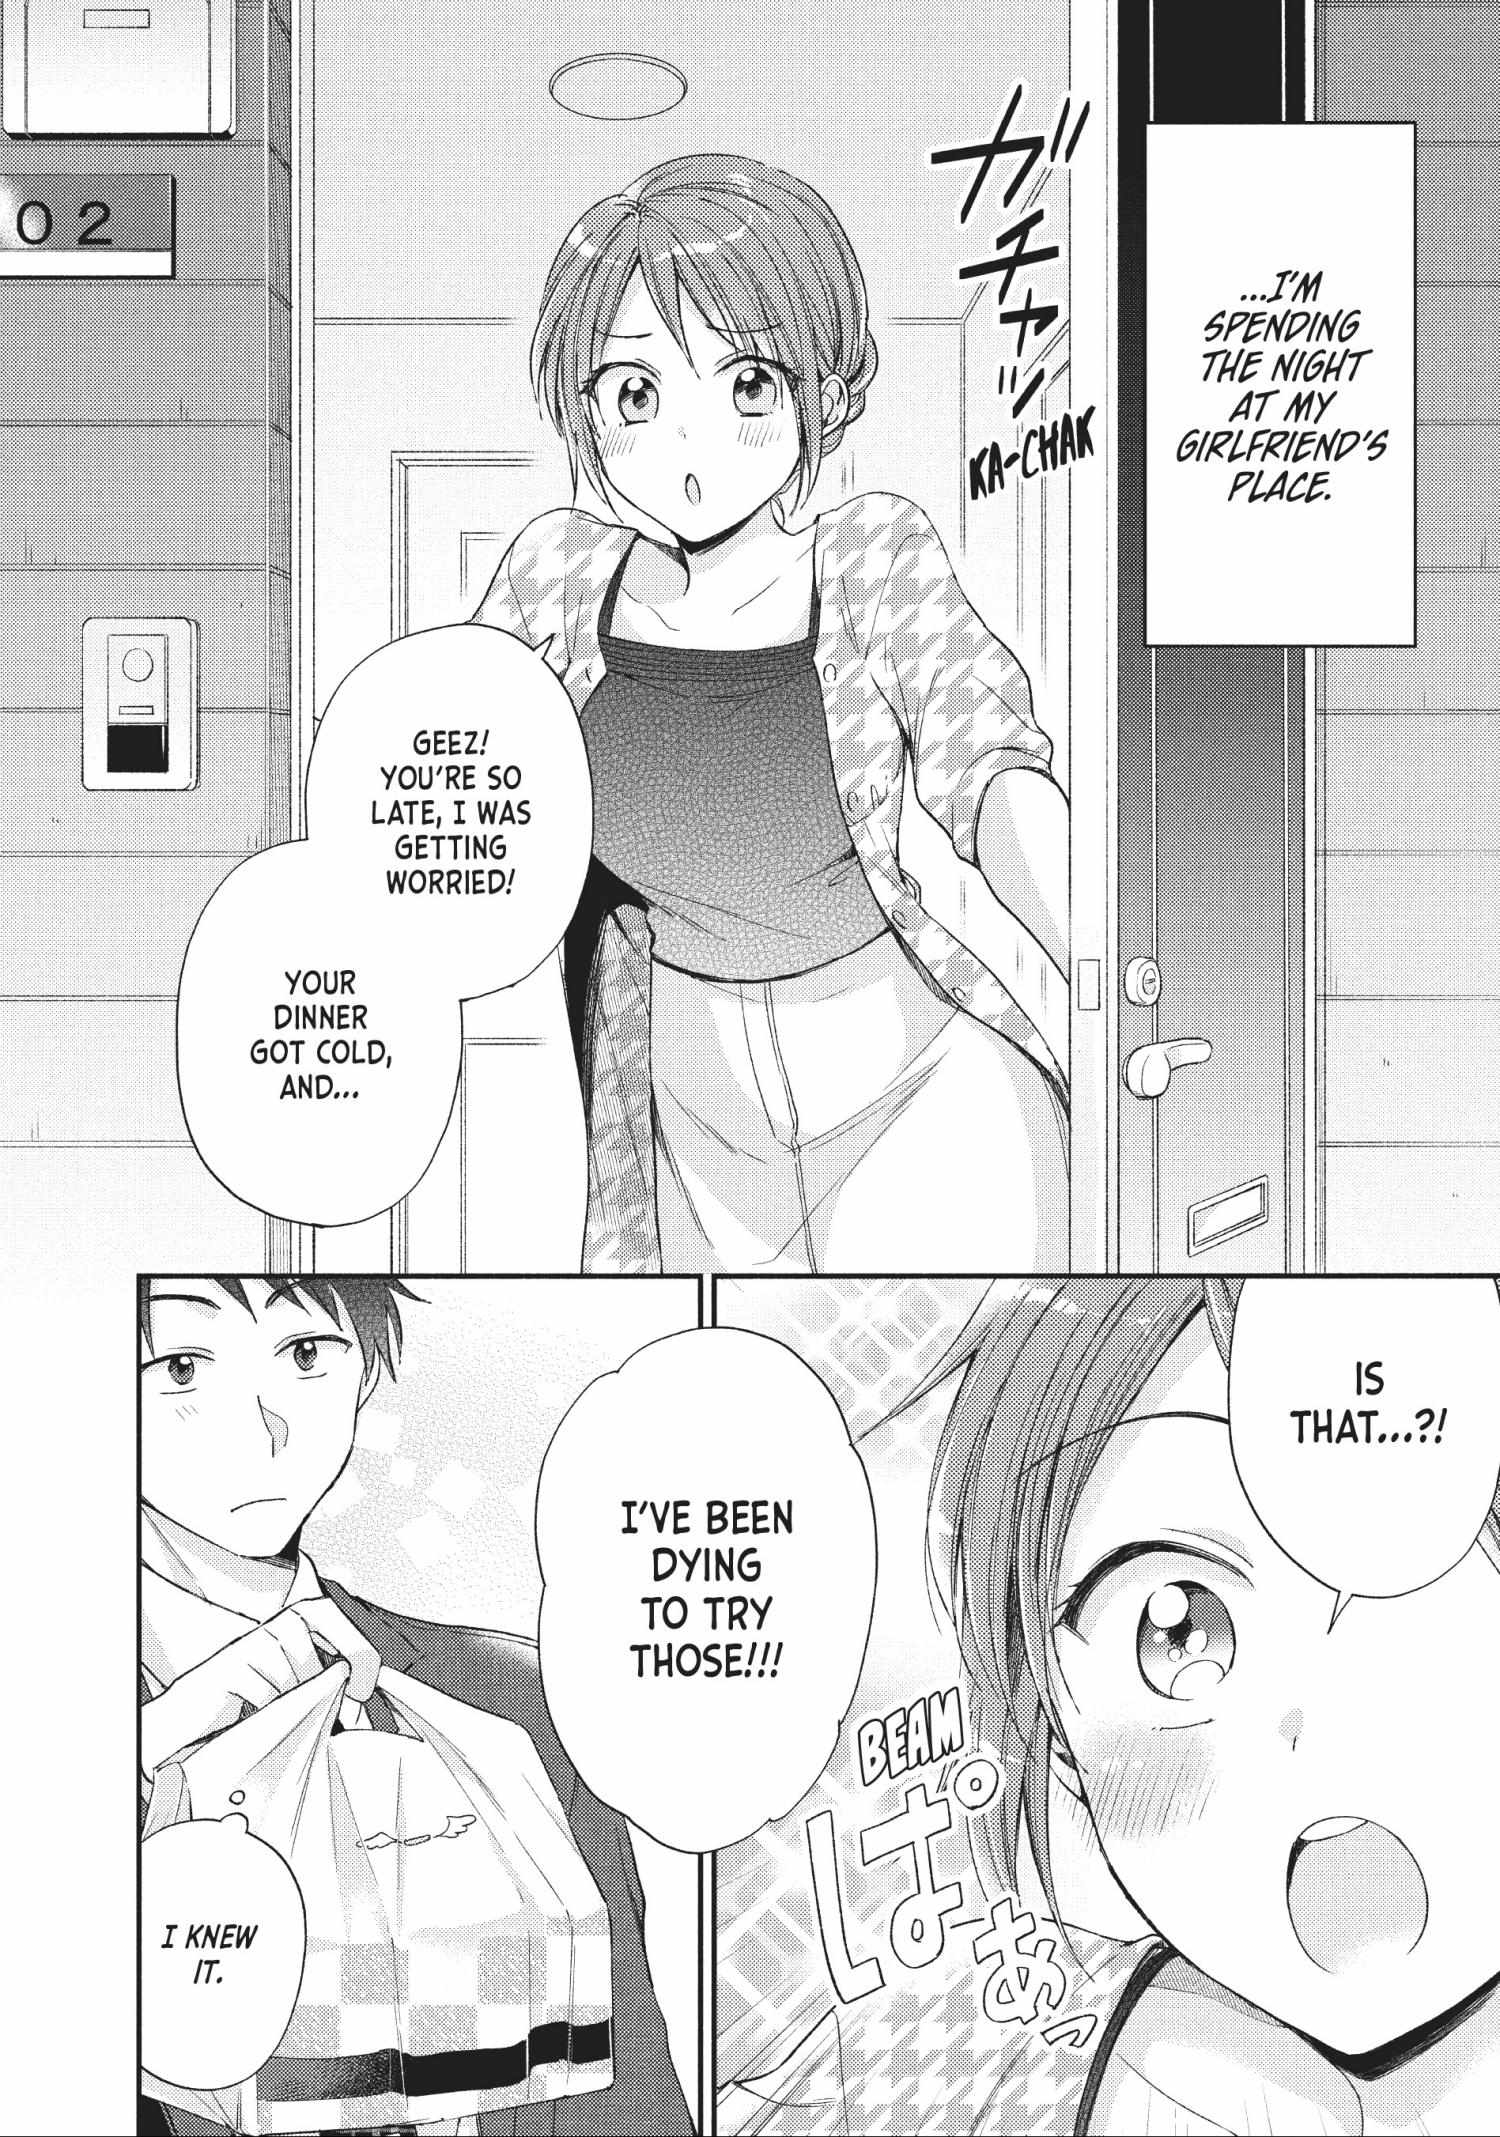 ...I'M
SPENDING
THE NIGHT
AT MY
GIRLFRIEND'S
PLACE.
ガチャッ
KA-CHAK
02
GEEZ!
YOU'RE SO
LATE, I WAS
GETTING
WORRIED!
YOUR
DINNER
GOT COLD,
AND...
IS
THAT...?!
BEAM
ぱあっ
I'VE BEEN
DYING
TO TRY
THOSE!!!
I KNEW
IT.